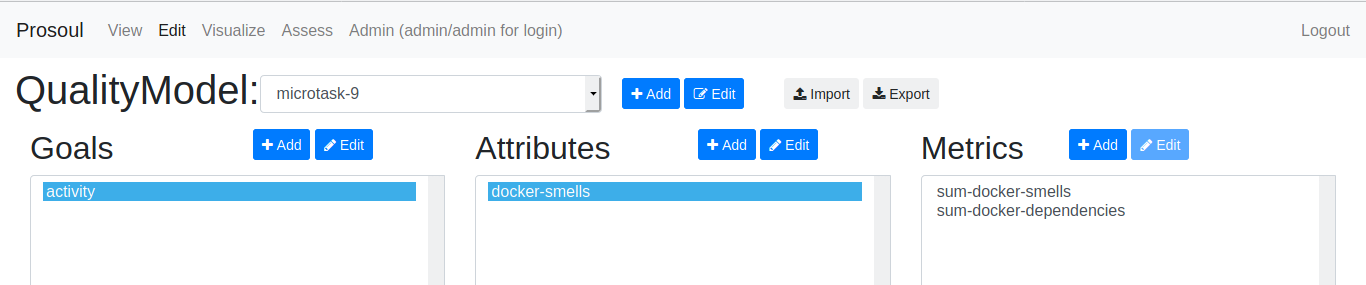 Prosoul View Edit Visualize Assess Admin (admin/admin for login) Logout
QualityModel: microtask-9 Add Edit Import Export
Goals Add Edit Attributes Add Edit Metrics Add Edit
activity docker-smells sum-docker-smells
sum-docker-dependencies